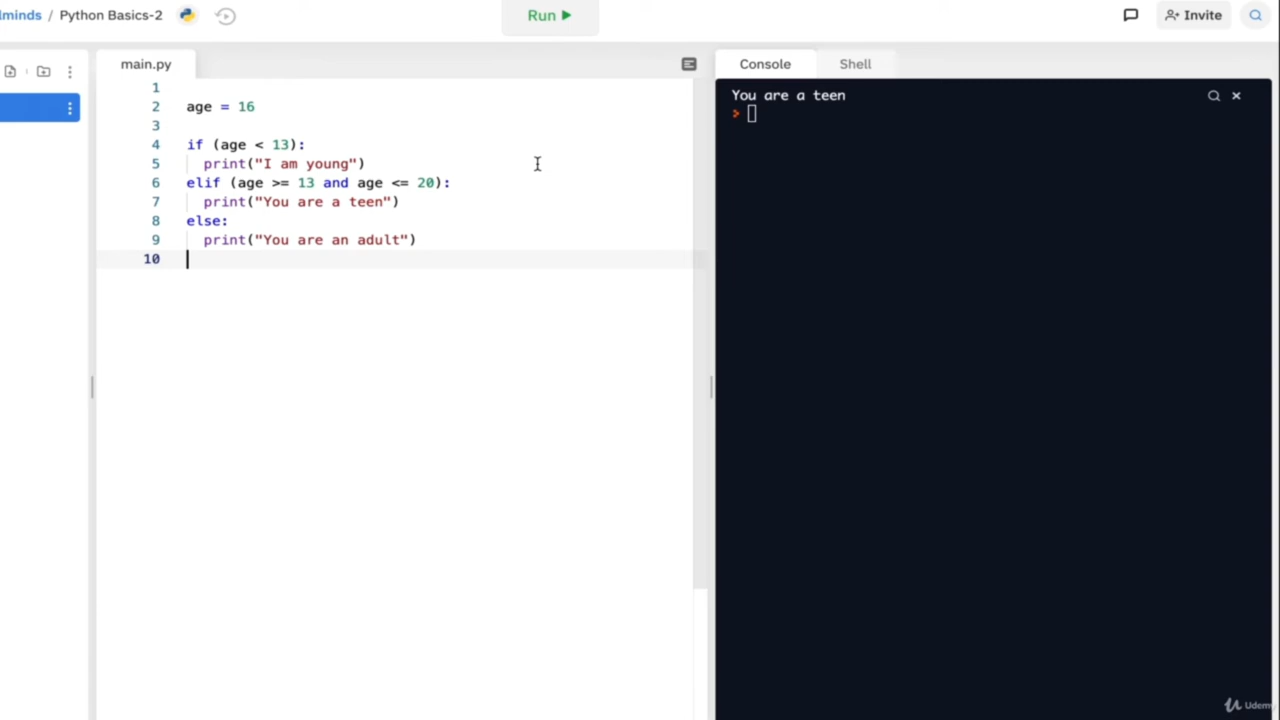 lminds / Python Basics-2
Run
Invite
main.py
Console
Shell
1
2 age = 16
3
4 if (age < 13):
5 print("I am young")
6 elif (age >= 13 and age <= 20):
7 print("You are a teen")
8 else:
9 print("You are an adult")
10
You are a teen
>
Udemy